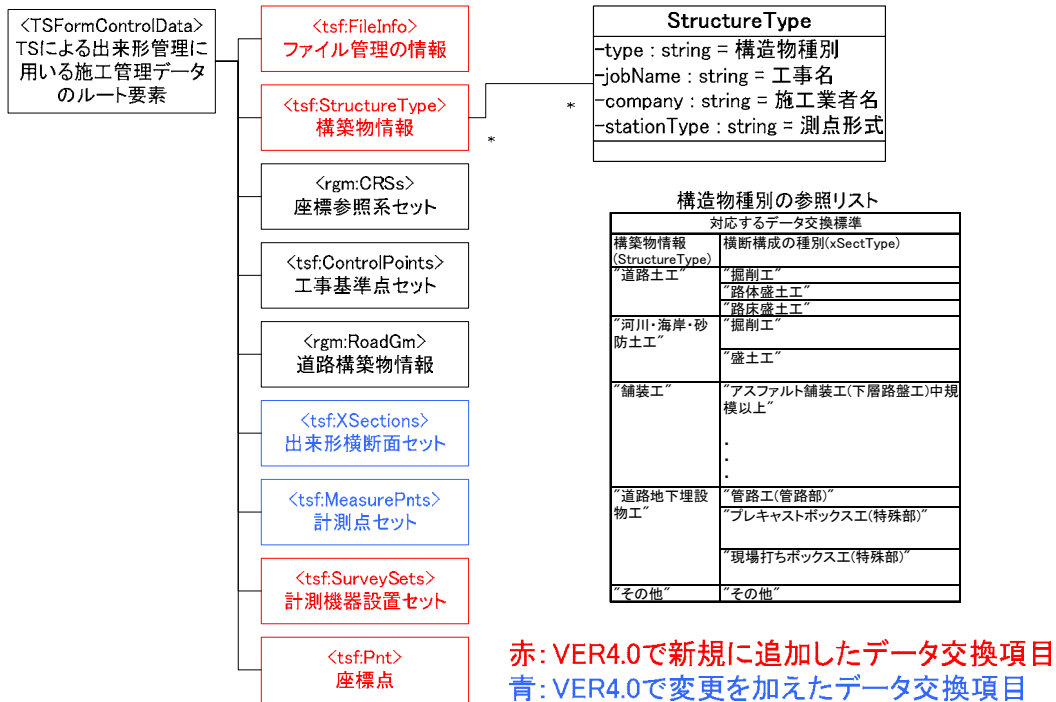 <TSFormControlData>
TSによる出来形管理に
用いる施工管理データ
のルート要素
<tsf:FileInfo>
ファイル管理の情報
<tsf:StructureType>
構築物情報
<rgm:CRSs>
座標参照系セット
<tsf:ControlPoints>
工事基準点セット
<rgm:RoadGm>
道路構築物情報
<tsf:XSections>
出来形横断面セット
<tsf:MeasurePnts>
計測点セット
<tsf:SurveySets>
計測機器設置セット
<tsf:Pnt>
座標点
*
*
StructureType
-type : string = 構造物種別
-jobName : string = 工事名
-company : string = 施工業者名
-stationType : string = 測点形式
構造物種別の参照リスト
対応するデータ交換標準
構築物情報
(StructureType)
横断構成の種別(xSectType)
"道路土工"
"掘削工"
"路体盛土工"
"路床盛土工"
"河川・海岸・砂
防土工"
"掘削工"
"盛土工"
"舗装工"
"アスファルト舗装工(下層路盤工)中規
模以上"
・
・
・
"道路地下埋設
物工"
"管路工(管路部)"
"プレキャストボックス工(特殊部)"
"現場打ちボックス工(特殊部)"
"その他"
"その他"
赤：VER4.0で新規に追加したデータ交換項目
青：VER4.0で変更を加えたデータ交換項目